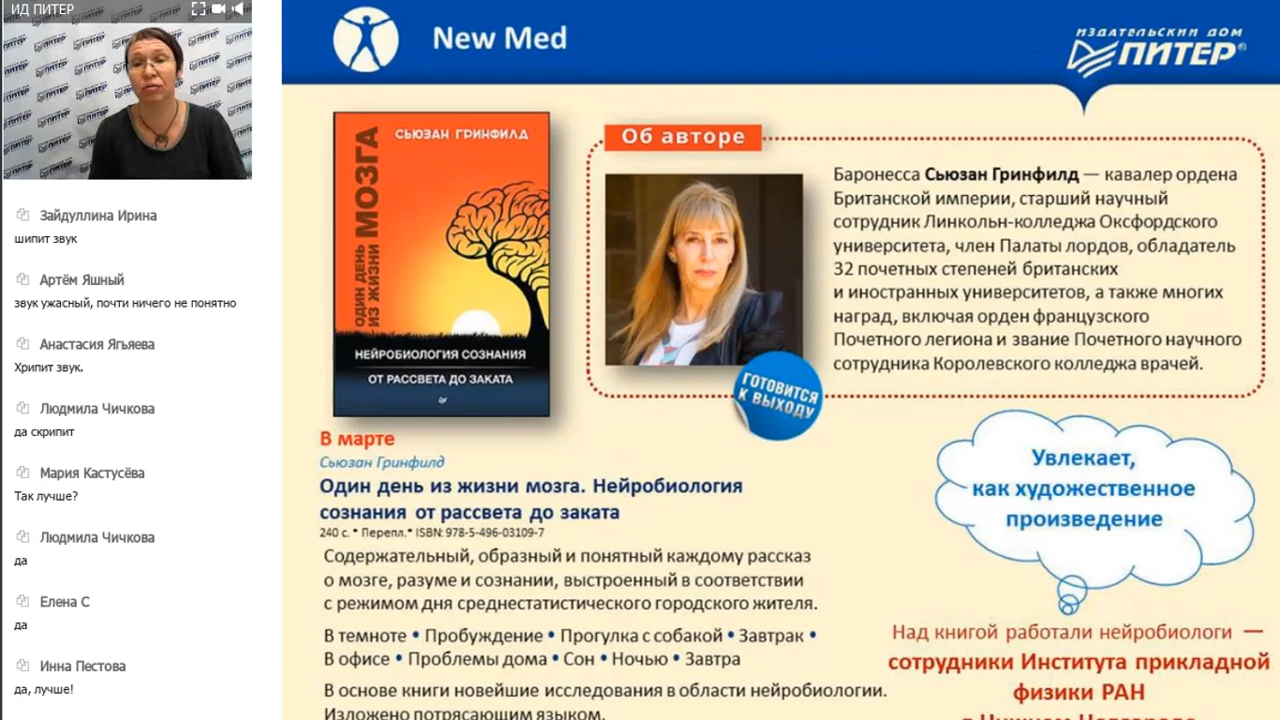 ИД ПИТЕР
Зайдуллина Ирина
шипит звук
Артём Яшный
звук ужасный, почти ничего не понятно
Анастасия Ягьяева
Хрипит звук.
Людмила Чичкова
да скрипит
Мария Кастусёва
Так лучше?
Людмила Чичкова
да
Елена С
да
Инна Пестова
да, лучше!
New Med
ИЗДАТЕЛЬСКИЙ ДОМ
ПИТЕР®
СЬЮЗАН ГРИНФИЛД
ОДИН ДЕНЬ
ИЗ ЖИЗНИ
МОЗГА
НЕЙРОБИОЛОГИЯ СОЗНАНИЯ
ОТ РАССВЕТА ДО ЗАКАТА
Об авторе
Баронесса Сьюзан Гринфилд — кавалер ордена
Британской империи, старший научный
сотрудник Линкольн-колледжа Оксфордского
университета, член Палаты лордов, обладатель
32 почетных степеней британских
и иностранных университетов, а также многих
наград, включая орден французского
Почетного легиона и звание Почетного научного
сотрудника Королевского колледжа врачей.
ГОТОВИТСЯ
К ВЫХОДУ
В марте
Сьюзан Гринфилд
Один день из жизни мозга. Нейробиология
сознания от рассвета до заката
240 с. * Перепл.* ISBN: 978-5-496-03109-7
Содержательный, образный и понятный каждому рассказ
о мозге, разуме и сознании, выстроенный в соответствии
с режимом дня среднестатистического городского жителя.
В темноте • Пробуждение • Прогулка с собакой • Завтрак •
В офисе • Проблемы дома • Сон • Ночью • Завтра
В основе книги новейшие исследования в области нейробиологии.
Изложено потрясающим языком.
Увлекает,
как художественное
произведение
Над книгой работали нейробиологи —
сотрудники Института прикладной
физики РАН
в Нижнем Новгороде